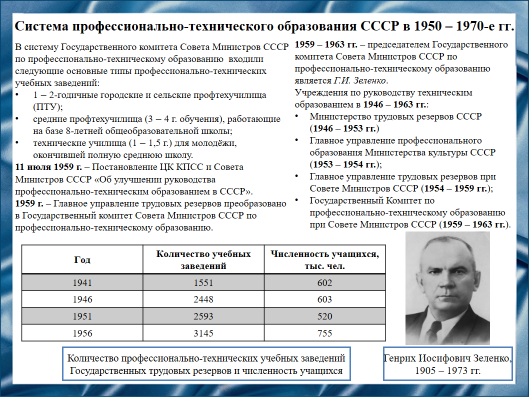 Система профессионально-технического образования СССР в 1950 – 1970-е гг.
В систему Государственного комитета Совета Министров СССР
по профессионально-техническому образованию входили
следующие основные типы профессионально-технических
учебных заведений:
• 1 – 2-годичные городские и сельские профтехучилища
(ПТУ);
• средние профтехучилища (3 – 4 г. обучения), работающие
на базе 8-летней общеобразовательной школы;
• технические училища (1 – 1,5 г.) для молодёжи,
окончившей полную среднюю школу.
11 июля 1959 г. – Постановление ЦК КПСС и Совета
Министров СССР «Об улучшении руководства
профессионально-техническим образованием в СССР».
1959 г. – Главное управление трудовых резервов преобразовано
в Государственный комитет Совета Министров СССР по
профессионально-техническому образованию.
1959 – 1963 гг. – председателем Государственного
комитета Совета Министров СССР по
профессионально-техническому образованию
является Г.И. Зеленко.
Учреждения по руководству техническим
образованием в 1946 – 1963 гг.:
• Министерство трудовых резервов СССР
(1946 – 1953 гг.)
• Главное управление профессионального
образования Министерства культуры СССР
(1953 – 1954 гг.);
• Главное управление трудовых резервов при
Совете Министров СССР (1954 – 1959 гг.);
• Государственный Комитет по
профессионально-техническому образованию
при Совете Министров СССР (1959 – 1963 гг.).
Год Количество учебных заведений Численность учащихся, тыс. чел.
1941 1551 602
1946 2448 603
1951 2593 520
1956 3145 755
Количество профессионально-технических учебных заведений
Государственных трудовых резервов и численность учащихся
Генрих Иосифович Зеленко,
1905 – 1973 гг.